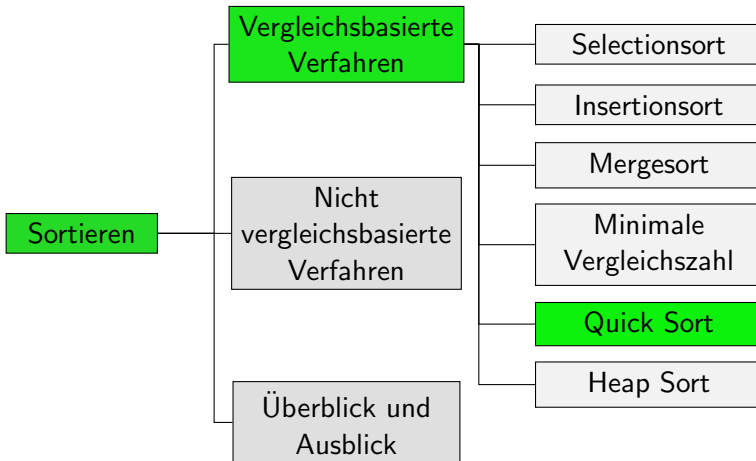 Sortieren
Vergleichsbasierte
Verfahren
Nicht
vergleichsbasierte
Verfahren
Überblick und
Ausblick
Selectionsort
Insertionsort
Mergesort
Minimale
Vergleichszahl
Quick Sort
Heap Sort